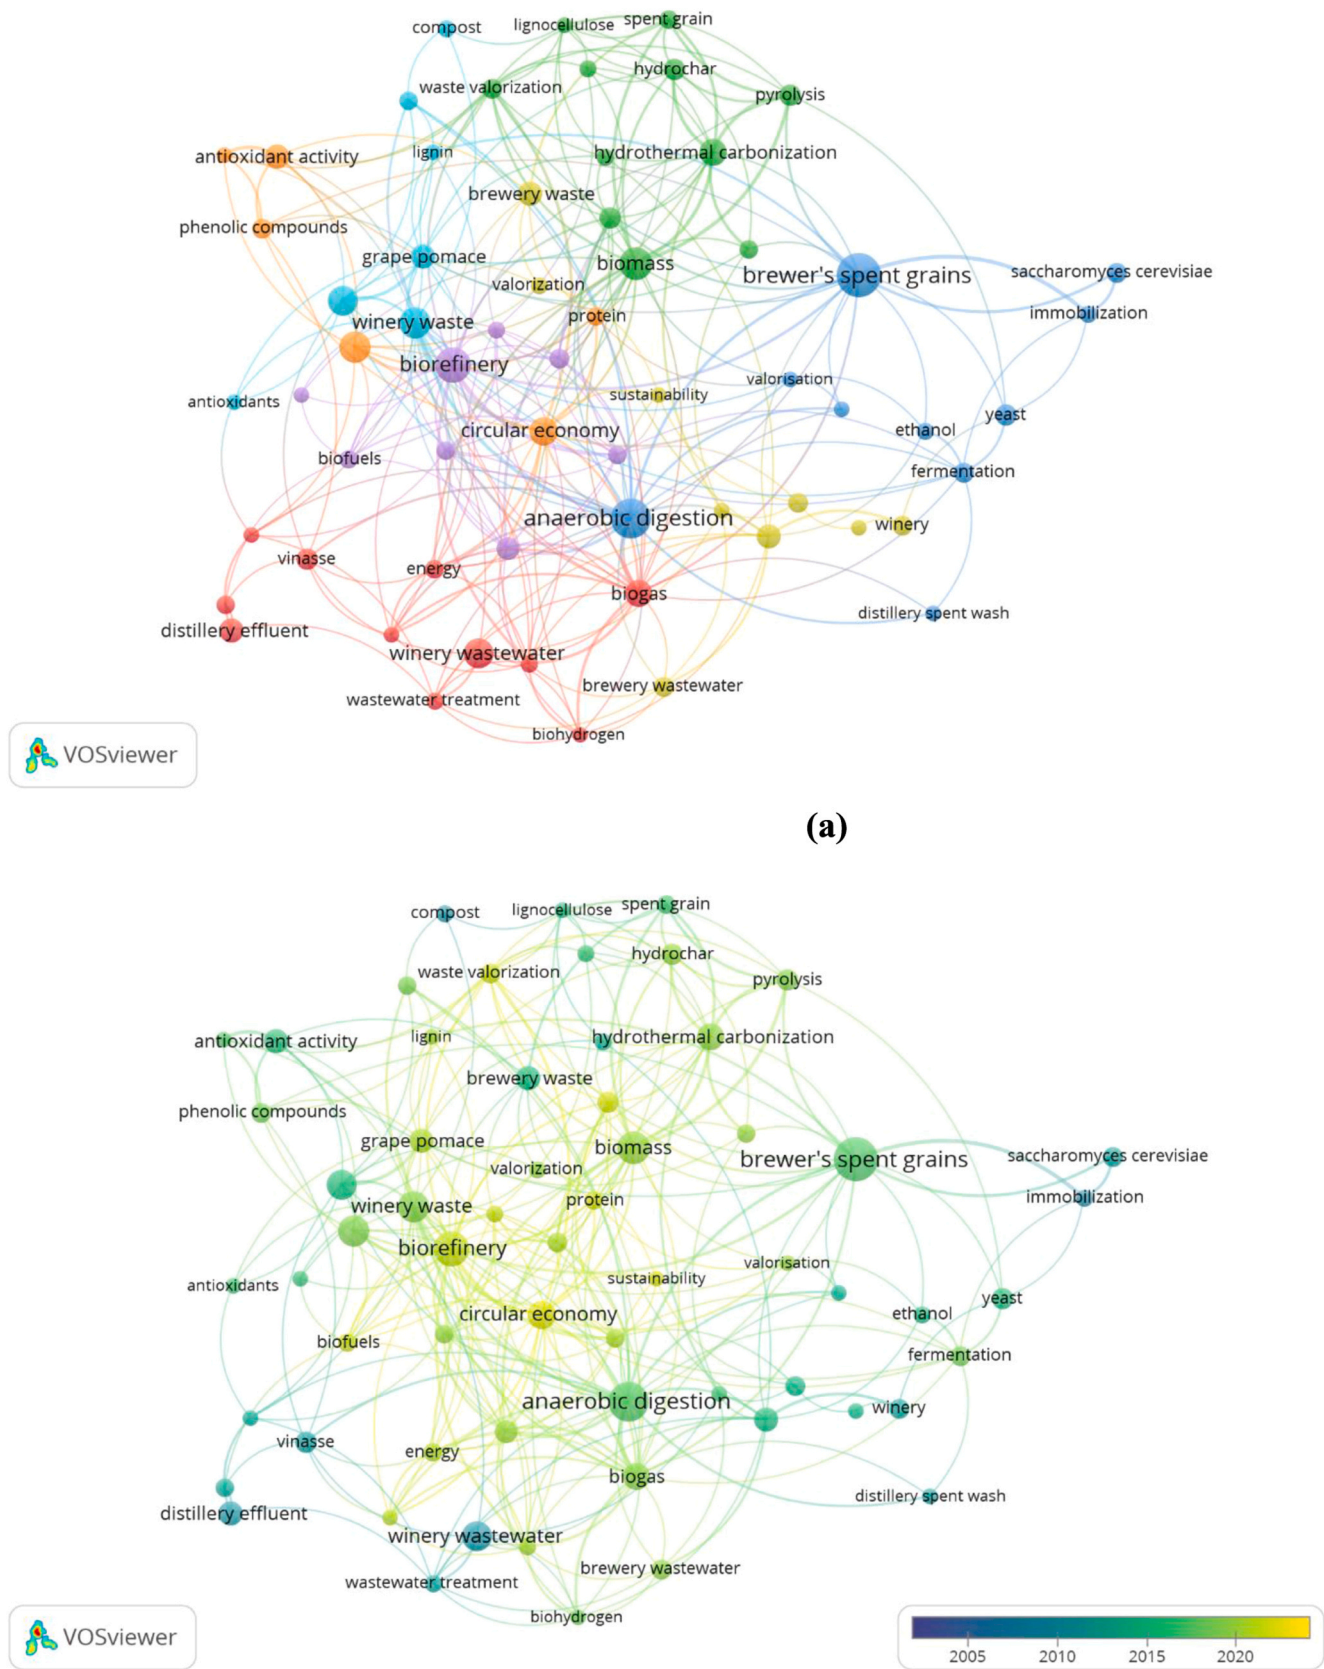 compost
lignocellulose
spent grain
waste valorization
hydrochar
pyrolysis
antioxidant activity
lignin
hydrothermal carbonization
brewery waste
phenolic compounds
grape pomace
biomass
brewer's spent grains
saccharomyces cerevisiae
valorization
immobilization
winery waste
protein
biorefinery
valorisation
sustainability
antioxidants
circular economy
ethanol
yeast
biofuels
fermentation
anaerobic digestion
winery
vinasse
energy
biogas
distillery spent wash
distillery effluent
winery wastewater
brewery wastewater
wastewater treatment
biohydrogen
VOSviewer
(a)
compost
lignocellulose
spent grain
waste valorization
hydrochar
pyrolysis
antioxidant activity
lignin
hydrothermal carbonization
brewery waste
phenolic compounds
grape pomace
biomass
brewer's spent grains
saccharomyces cerevisiae
valorization
immobilization
winery waste
protein
biorefinery
valorisation
sustainability
antioxidants
circular economy
ethanol
yeast
biofuels
fermentation
anaerobic digestion
winery
vinasse
energy
biogas
distillery spent wash
distillery effluent
winery wastewater
brewery wastewater
wastewater treatment
biohydrogen
VOSviewer
2005 2010 2015 2020